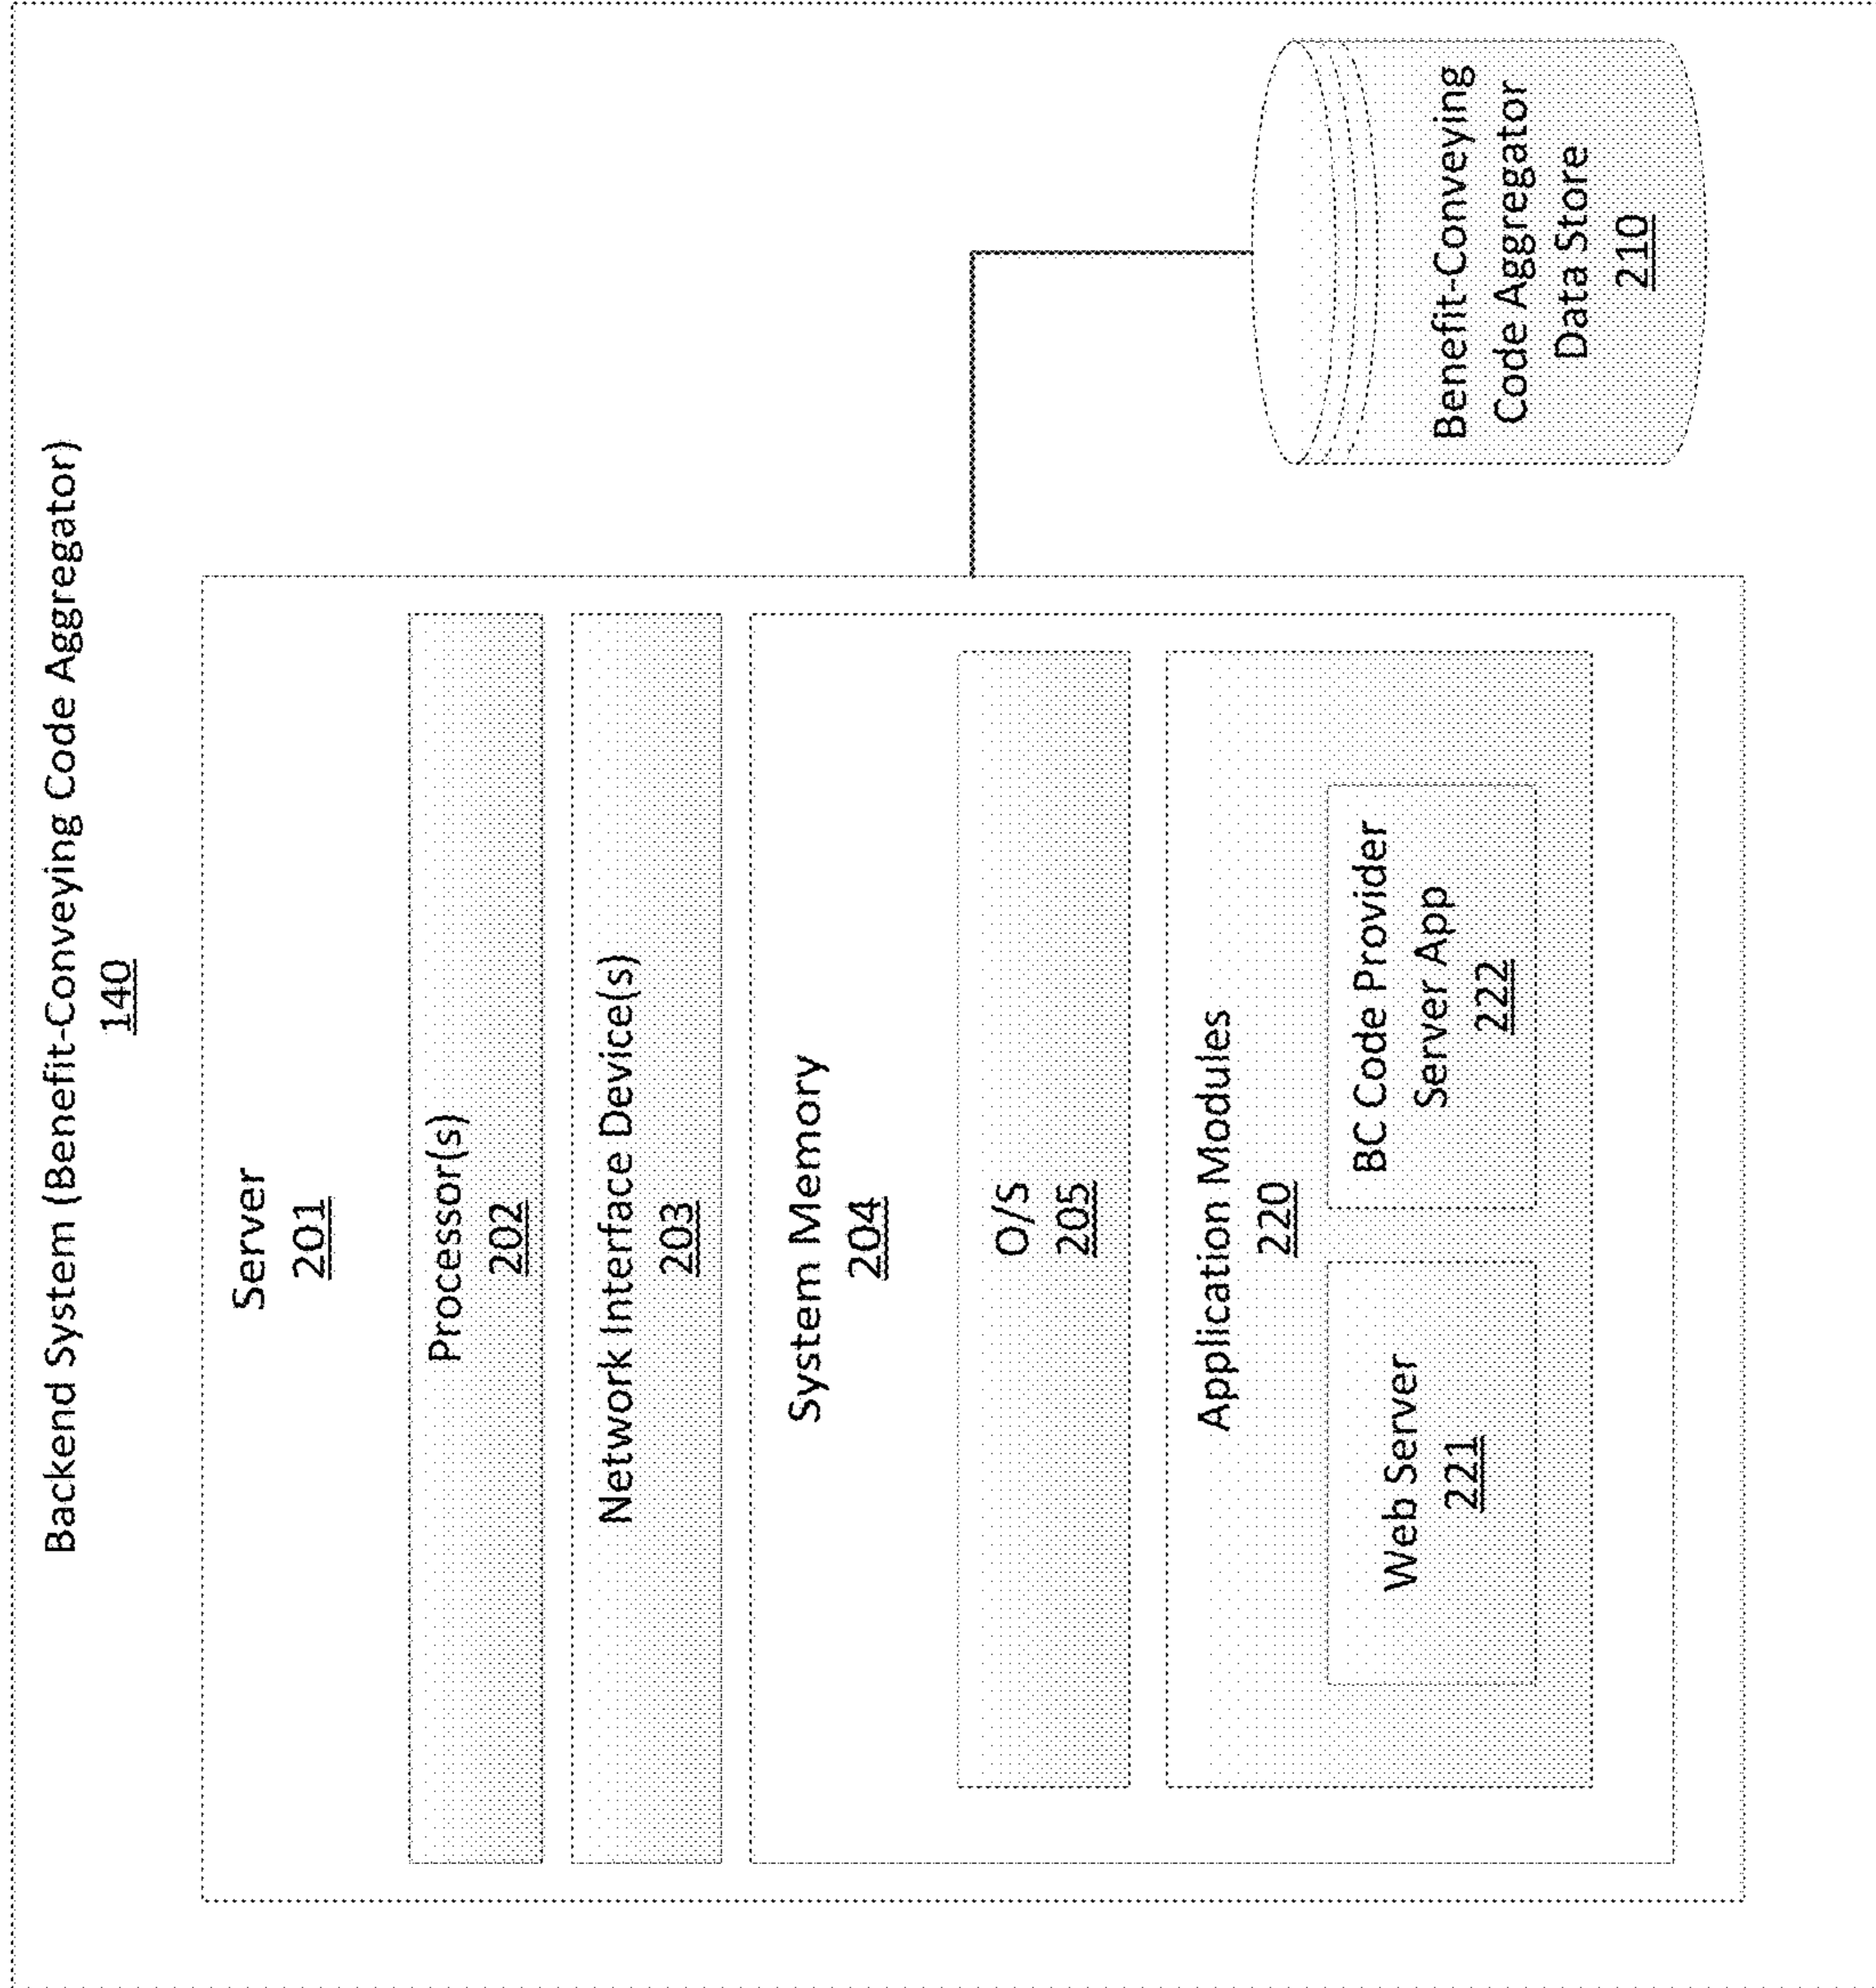 Backend System (Benefit-Conveying Code Aggregator)
140
Server
201
Processor(s)
202
Network Interface Device(s)
203
System Memory
204
O/S
205
Application Modules
220
Web Server
221
BC Code Provider
Server App
222
Benefit-Conveying
Code Aggregator
Data Store
210